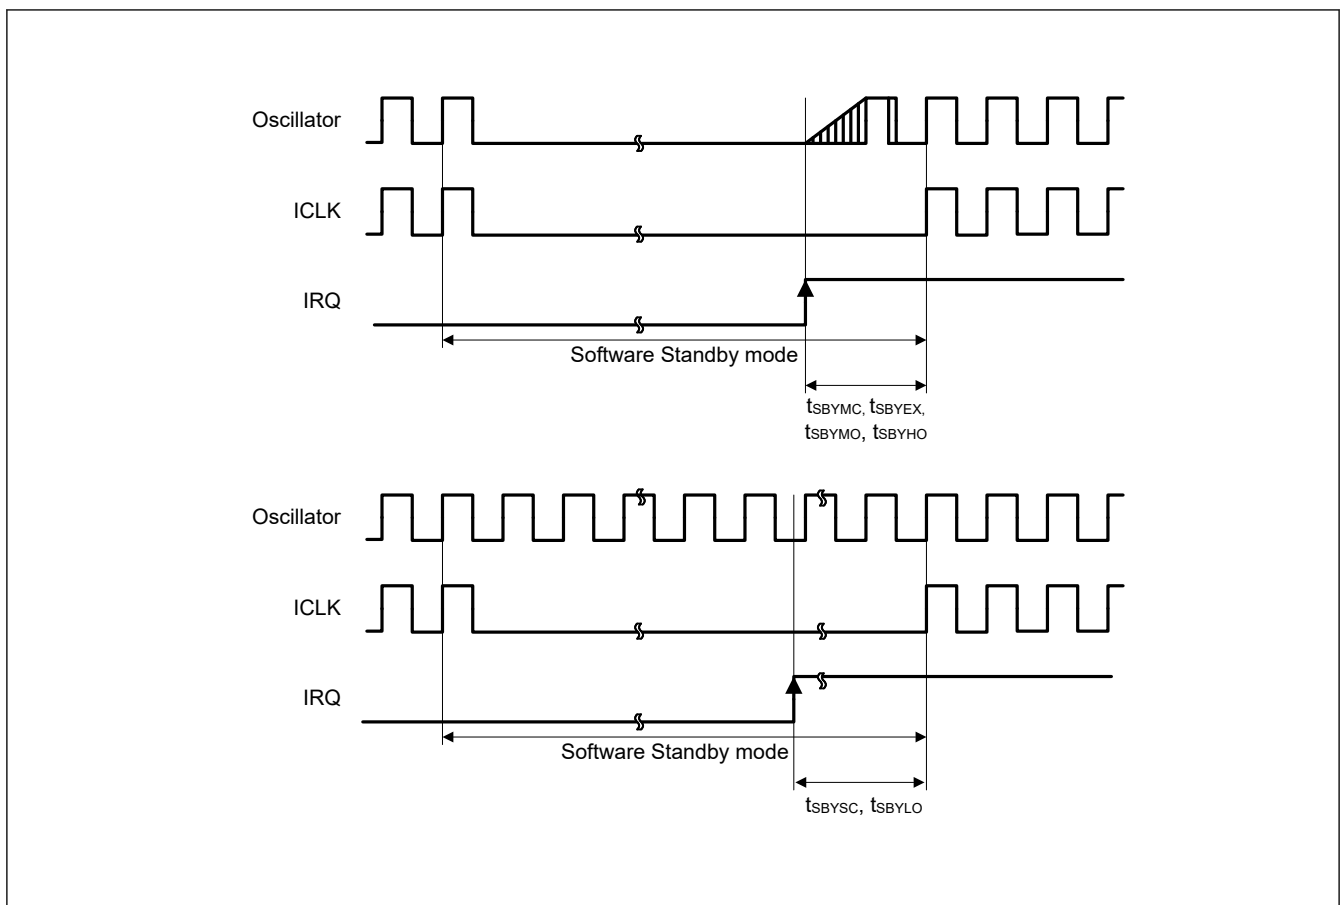 Oscillator
ICLK
IRQ
Software Standby mode
tSBYMC, tSBYEX,
tSBYMO, tSBYHO
Oscillator
ICLK
IRQ
Software Standby mode
tSBYSC, tSBYLO